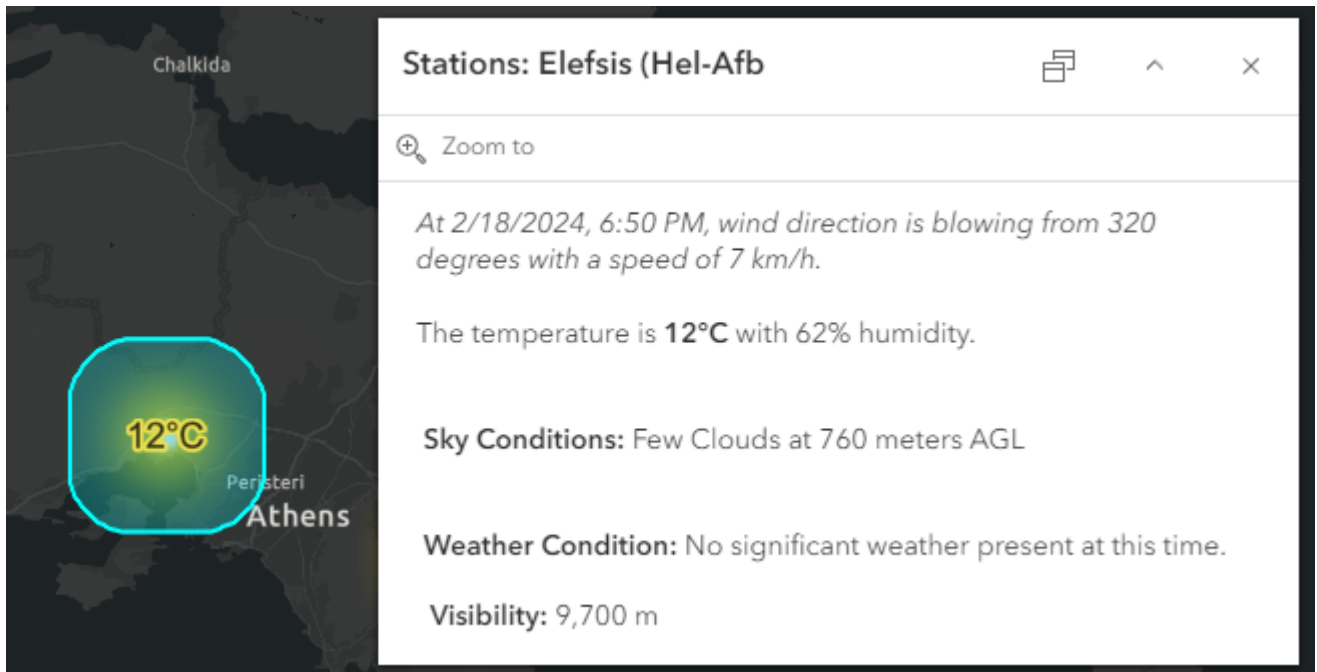 Chalkida
12°C
Peristeri
Athens
Stations: Elefsis (Hel-Afb
Zoom to
At 2/18/2024, 6:50 PM, wind direction is blowing from 320
degrees with a speed of 7 km/h.
The temperature is 12°C with 62% humidity.
Sky Conditions: Few Clouds at 760 meters AGL
Weather Condition: No significant weather present at this time.
Visibility: 9,700 m